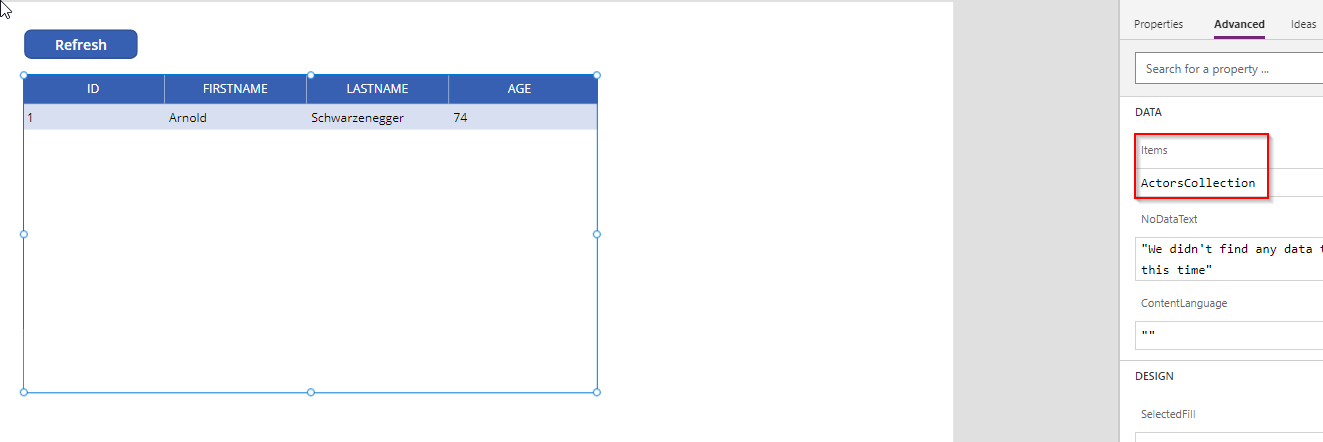 Properties Advanced Ideas
Refresh
Search for a property ...
ID FIRSTNAME LASTNAME AGE
1 Arnold Schwarzenegger 74
DATA
Items
ActorsCollection
NoDataText
"We didn't find any data
this time"
ContentLanguage
""
DESIGN
SelectedFill